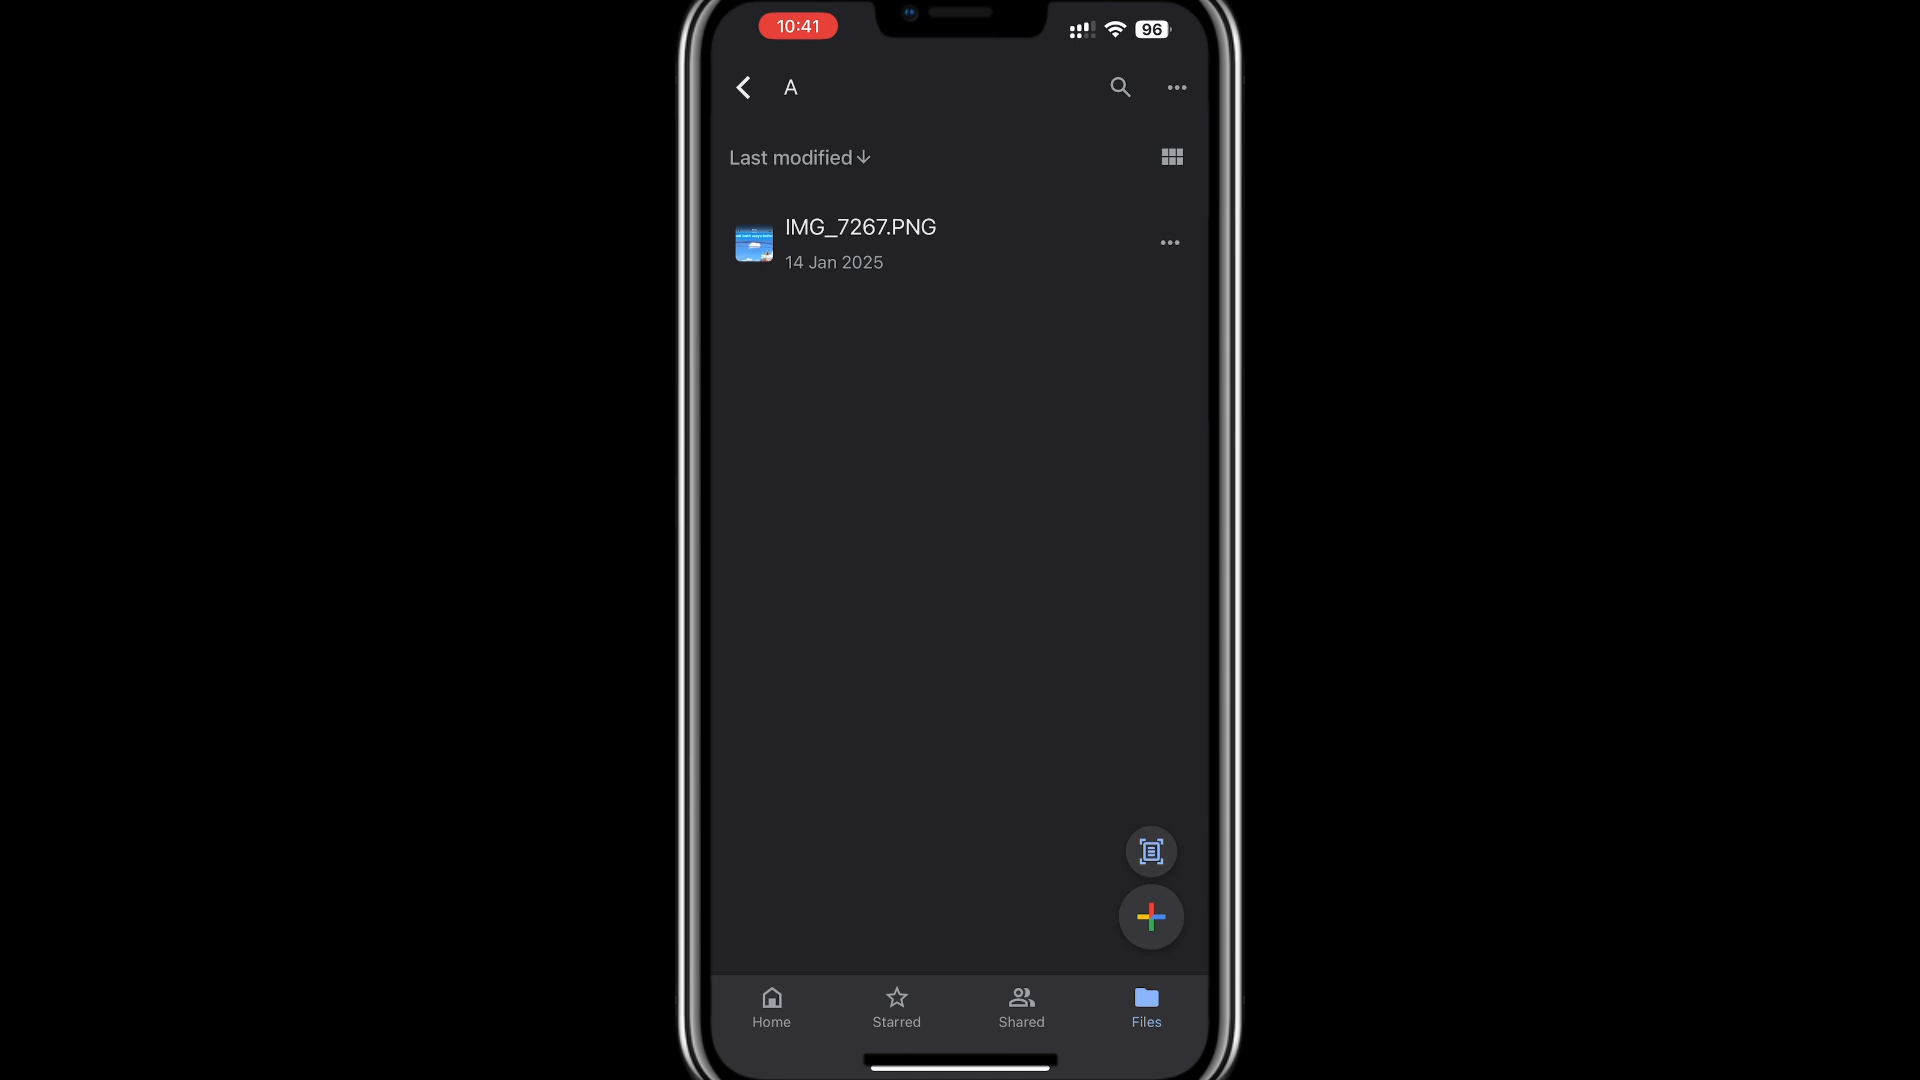 10:41
96
A
Last modified
IMG_7267.PNG
14 Jan 2025
Home
Starred
Shared
Files